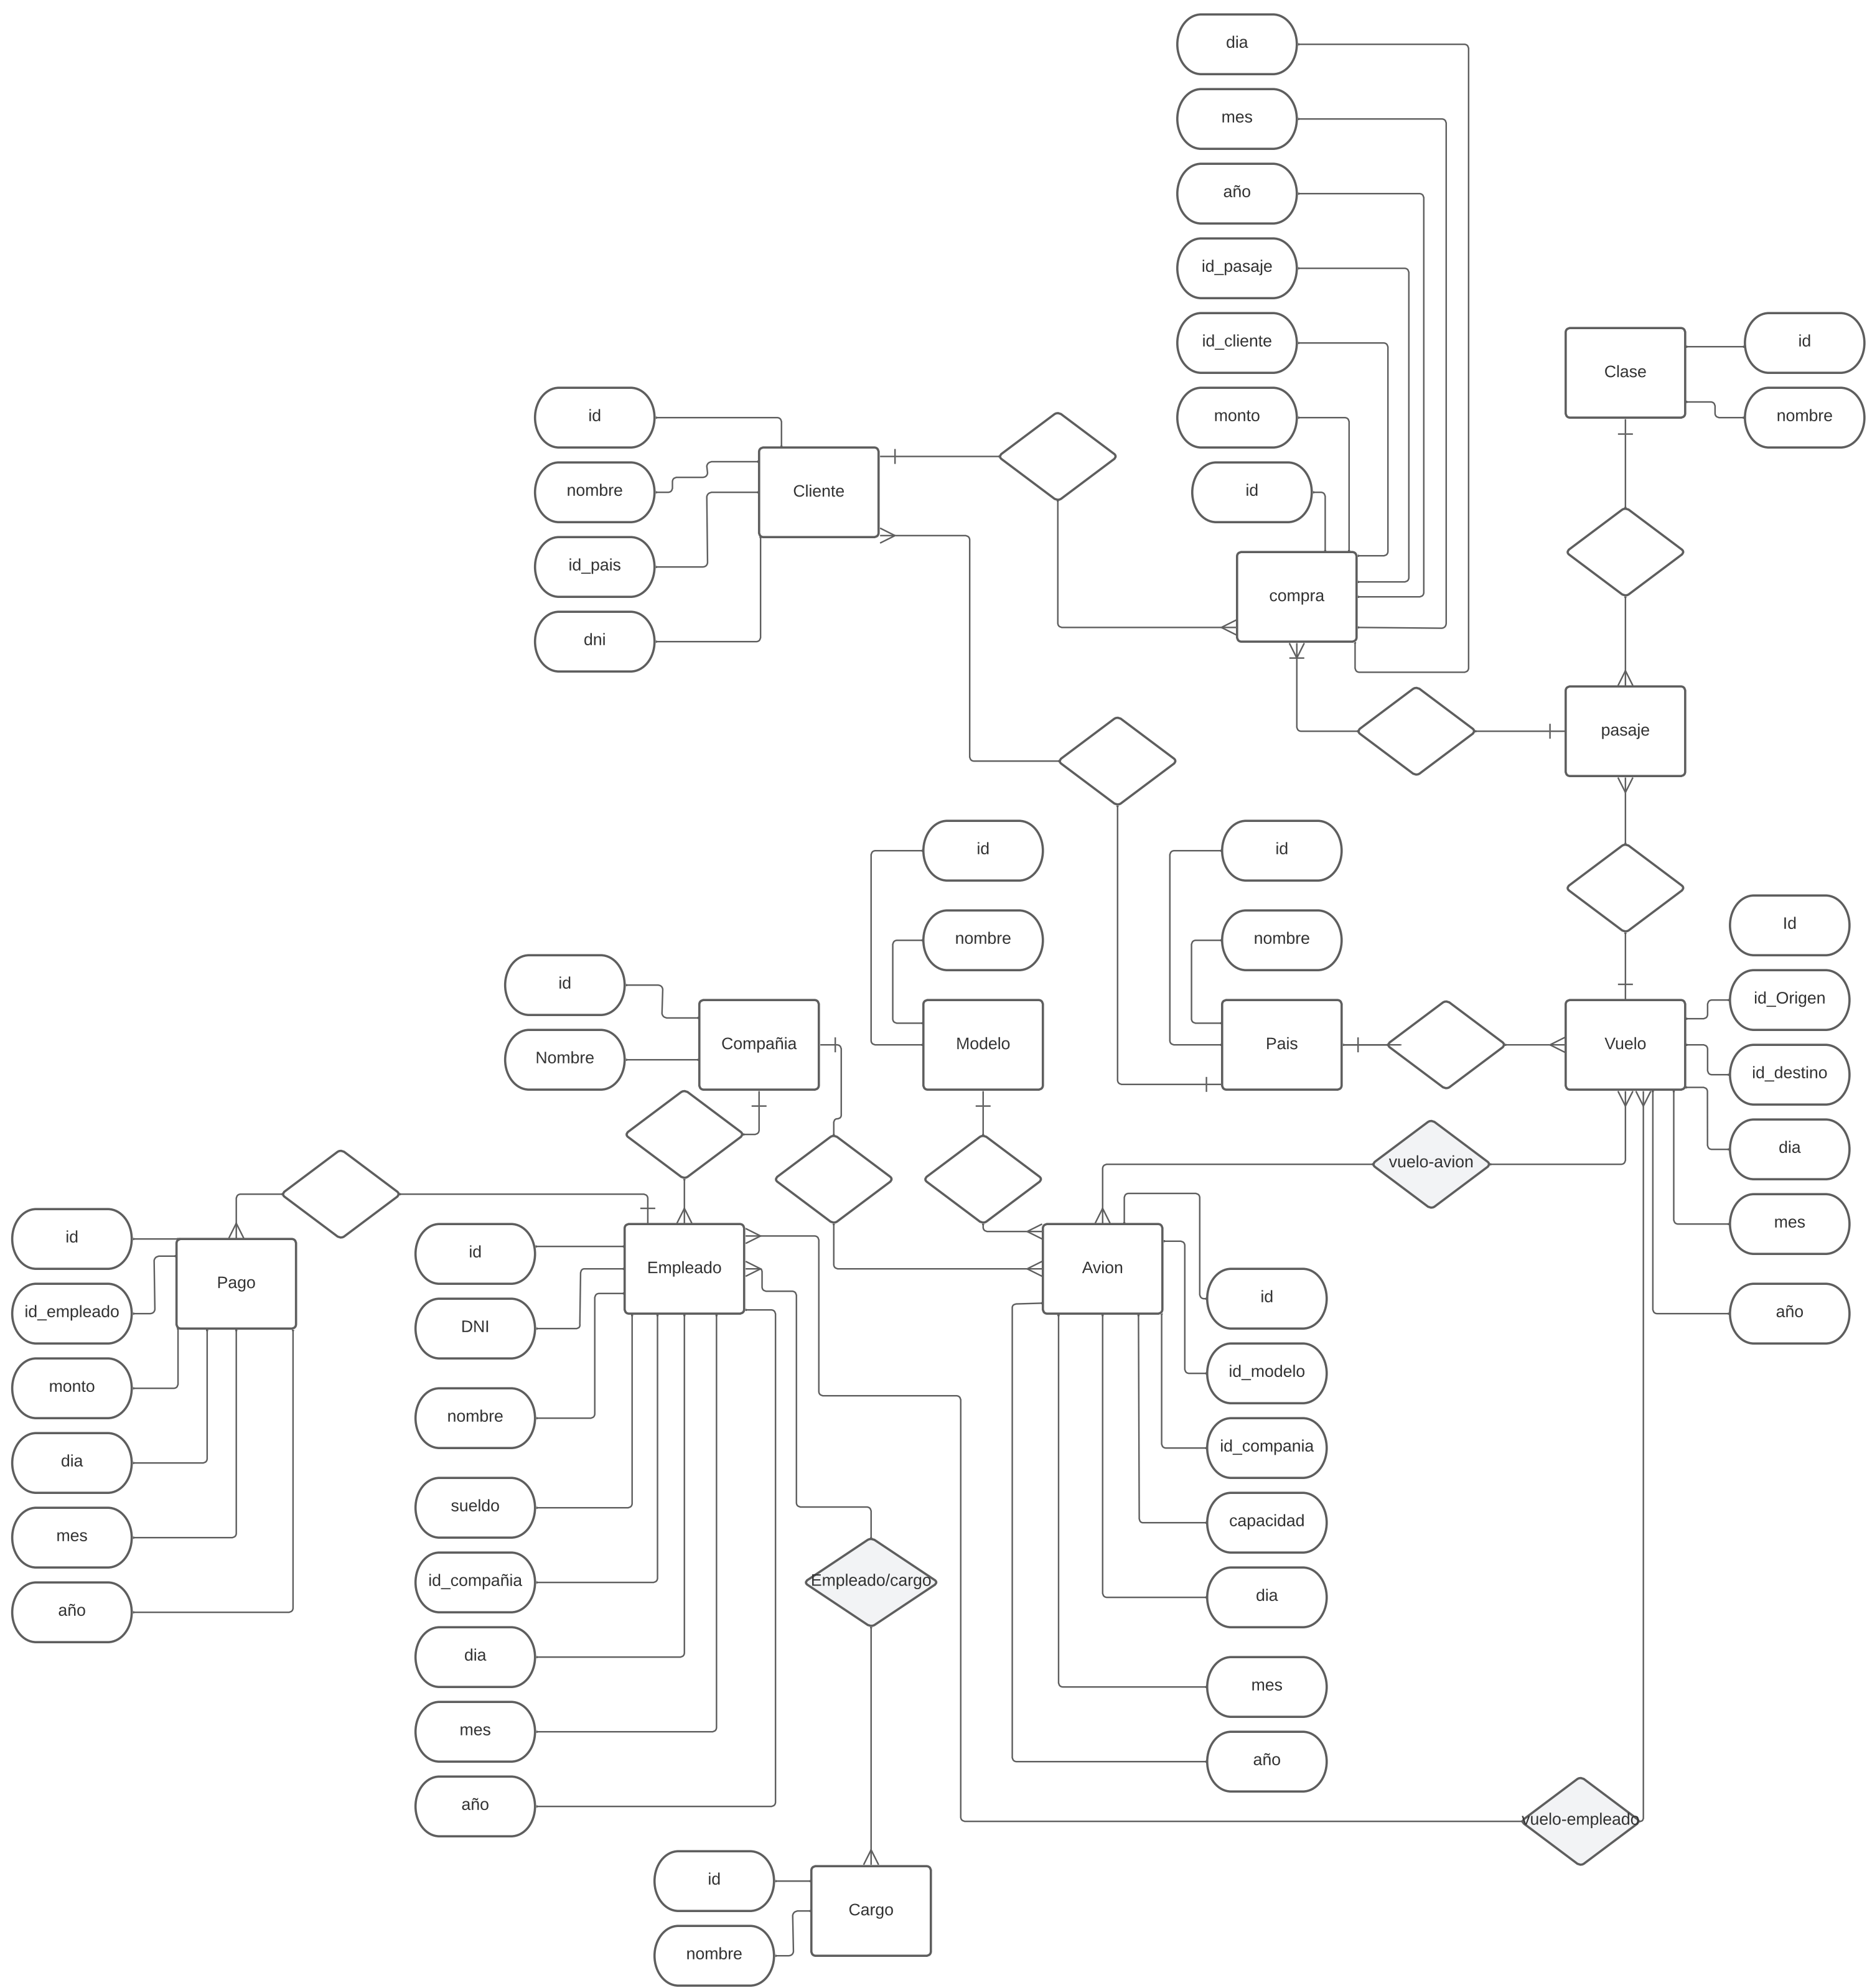 dia
mes
año
id_pasaje
id_cliente
monto
id
Clase
id
nombre
id
nombre
id_pais
dni
Cliente
compra
pasaje
id
nombre
id
nombre
Id
id_Origen
id_destino
dia
mes
año
id
Nombre
Compañia
Modelo
Pais
Vuelo
vuelo-avion
id
id_empleado
monto
dia
mes
año
Pago
id
DNI
nombre
sueldo
id_compañia
dia
mes
año
Empleado
Avion
id
id_modelo
id_compania
capacidad
dia
mes
año
Empleado/cargo
vuelo-empleado
id
nombre
Cargo